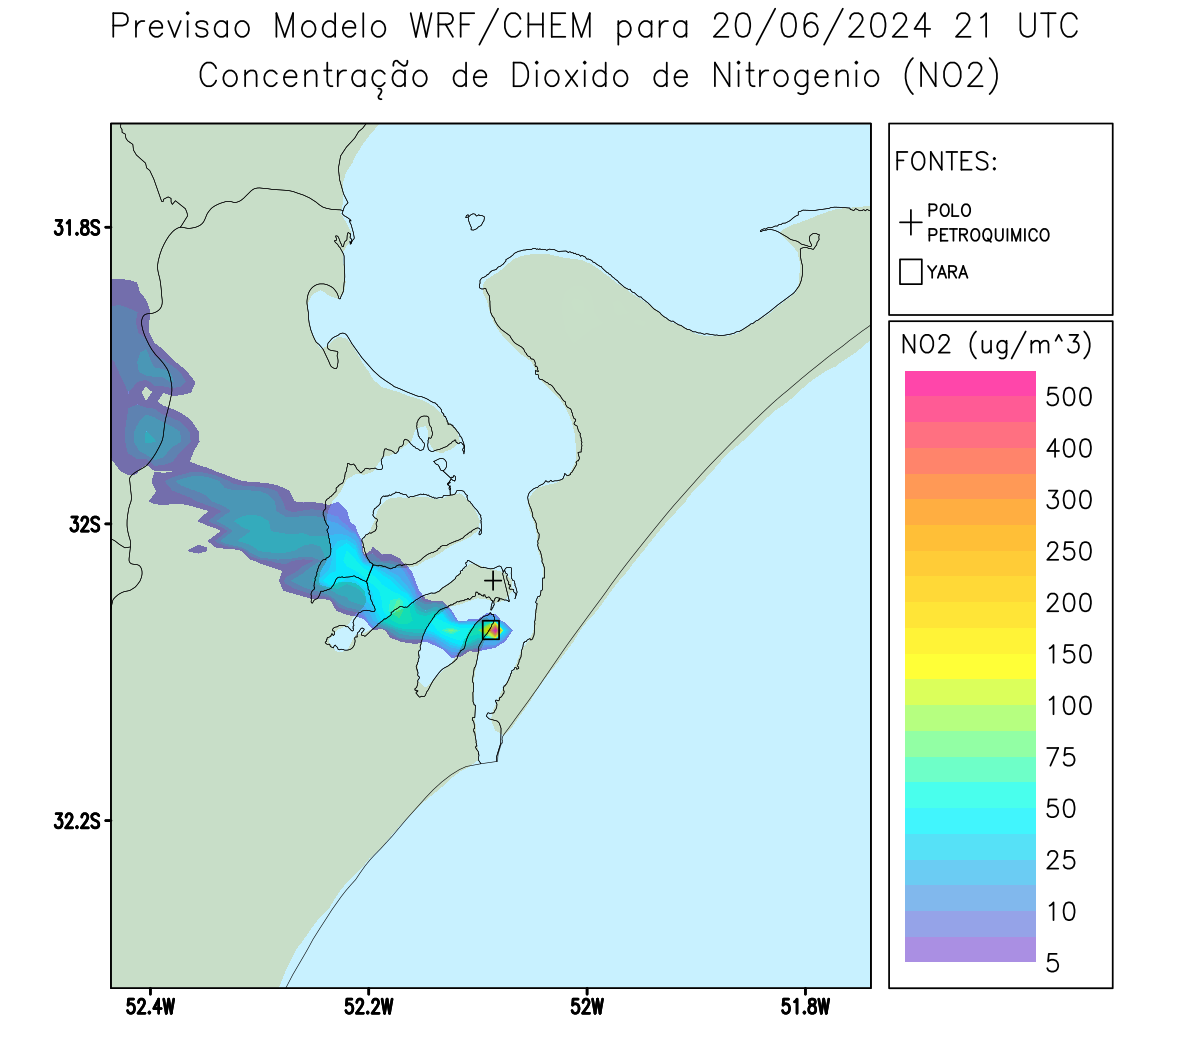 Previsao Modelo WRF/CHEM para 20/06/2024 21 UTC
Concentração de Dioxido de Nitrogenio (NO2)
FONTES:
POLO
PETROQUIMICO
YARA
NO2 (ug/m^3)
500
400
300
250
200
150
100
75
50
25
10
5
31.8S
32S
32.2S
52.4W
52.2W
52W
51.8W